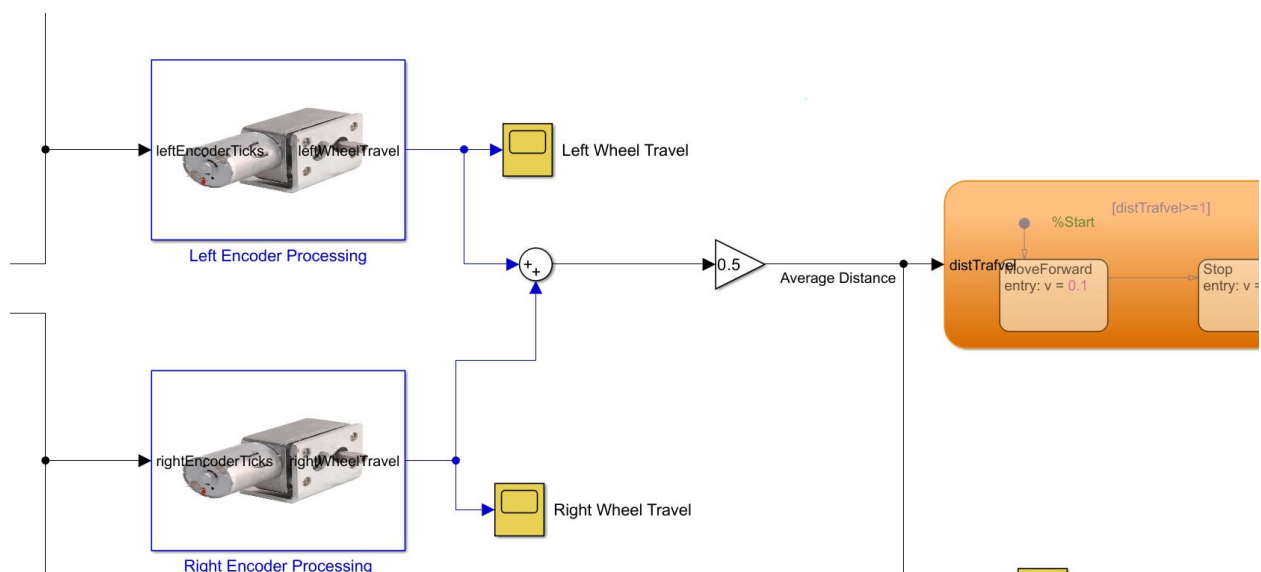 leftEncoderTicks
leftWheelTravel
Left Encoder Processing
Left Wheel Travel
+
+
0.5
Average Distance
distTrafvel
%Start
[distTrafvel>=1]
MoveForward
entry: v = 0.1
Stop
entry: v =
rightEncoderTicks
rightWheelTravel
Right Encoder Processing
Right Wheel Travel